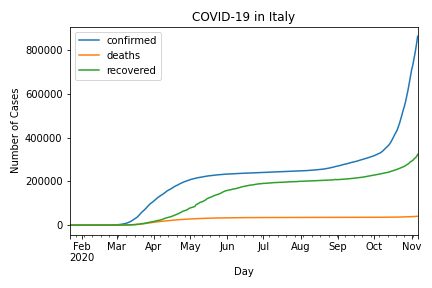 COVID-19 in Italy
confirmed
deaths
recovered
Number of Cases
800000
600000
400000
200000
0
Feb Mar Apr May Jun Jul Aug Sep Oct Nov
2020
Day